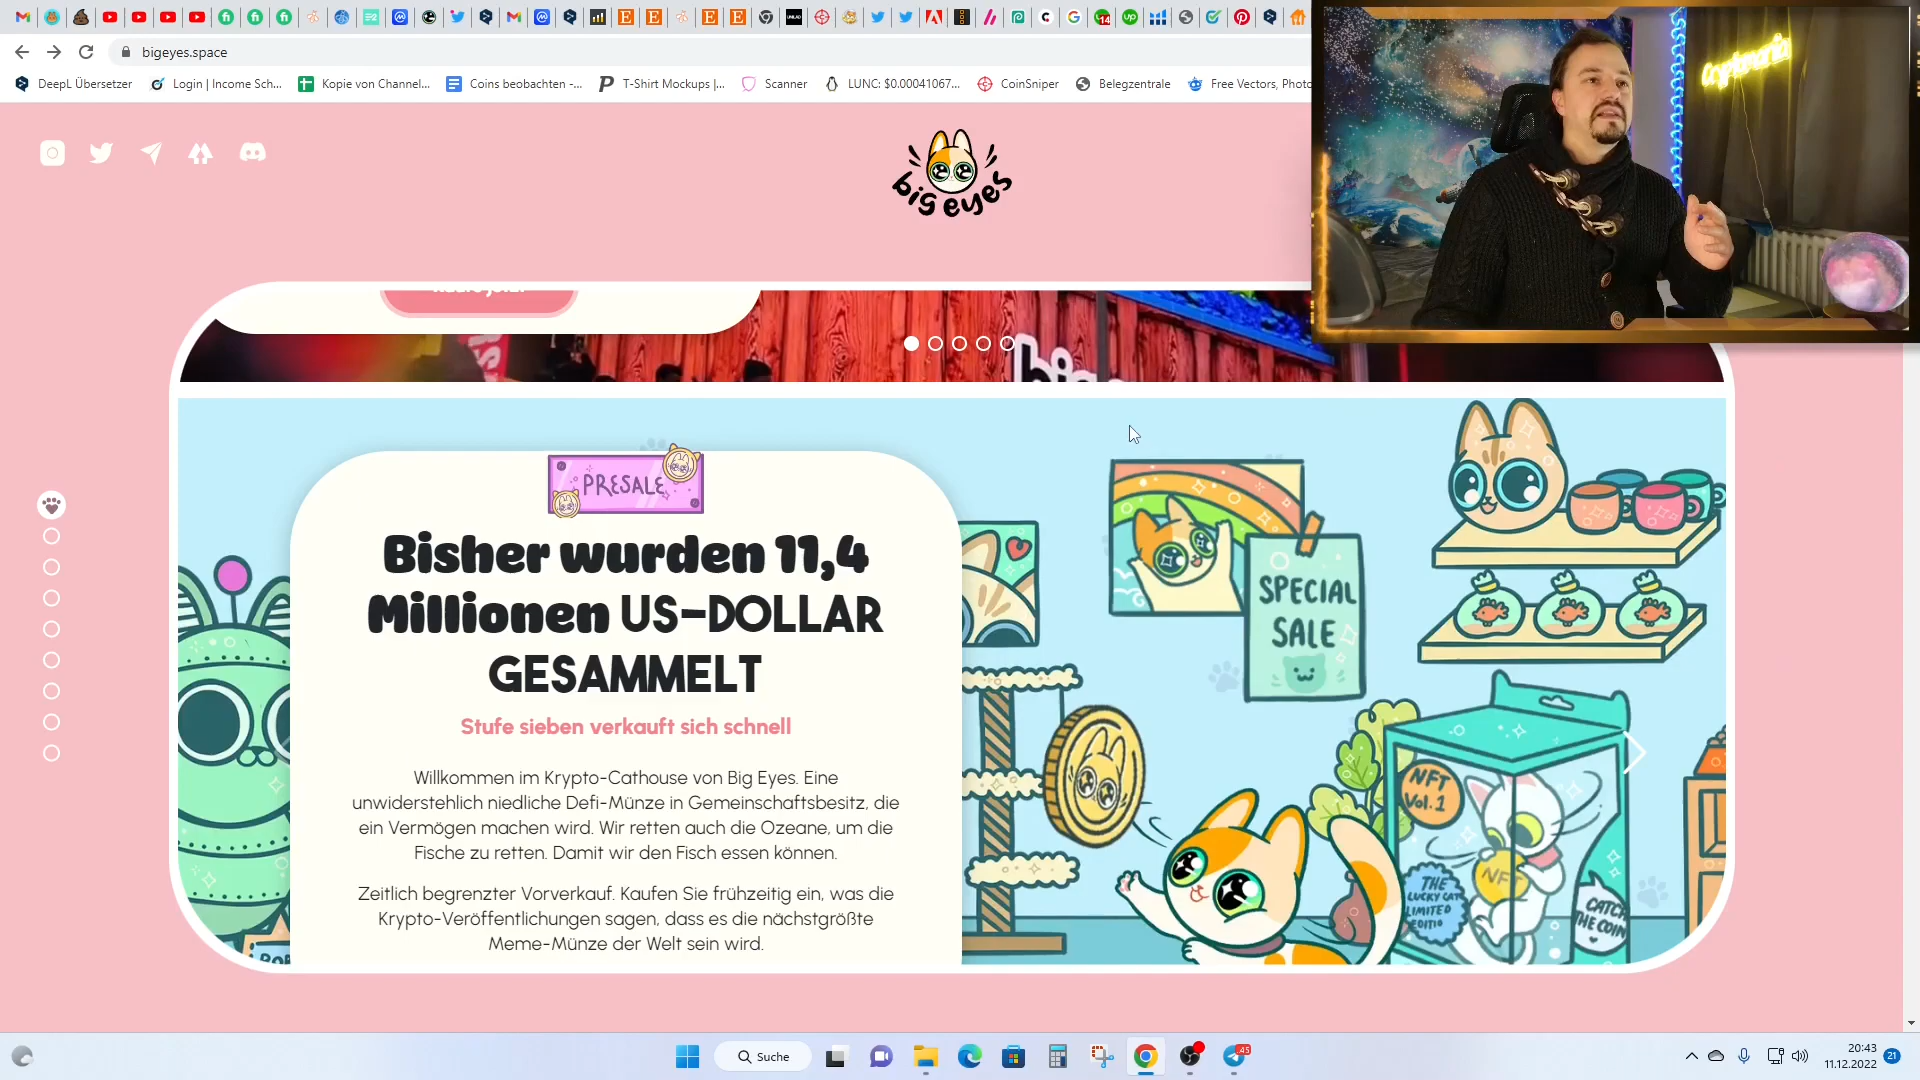 bigeyes.space
DeepL Übersetzer
Login | Income Sch...
Kopie von Channel...
Coins beobachten -...
T-Shirt Mockups |...
Scanner
LUNC: $0.00041067...
CoinSniper
Belegzentrale
Free Vectors, Photo
Cryptomania
big eyes
PRESALE
Bisher wurden 11,4
Millionen US-DOLLAR
GESAMMELT
Stufe sieben verkauft sich schnell
Willkommen im Krypto-Cathouse von Big Eyes. Eine
unwiderstehlich niedliche Defi-Münze in Gemeinschaftsbesitz, die
ein Vermögen machen wird. Wir retten auch die Ozeane, um die
Fische zu retten. Damit wir den Fisch essen können.
Zeitlich begrenzter Vorverkauf. Kaufen Sie frühzeitig ein, was die
Krypto-Veröffentlichungen sagen, dass es die nächstgrößte
Meme-Münze der Welt sein wird.
SPECIAL
SALE
NFT
Vol.1
NFT
THE
LUCKY CAT
LIMITED
EDITIO
CATCH
THE COIN
Suche
45
20:43
11.12.2022
21